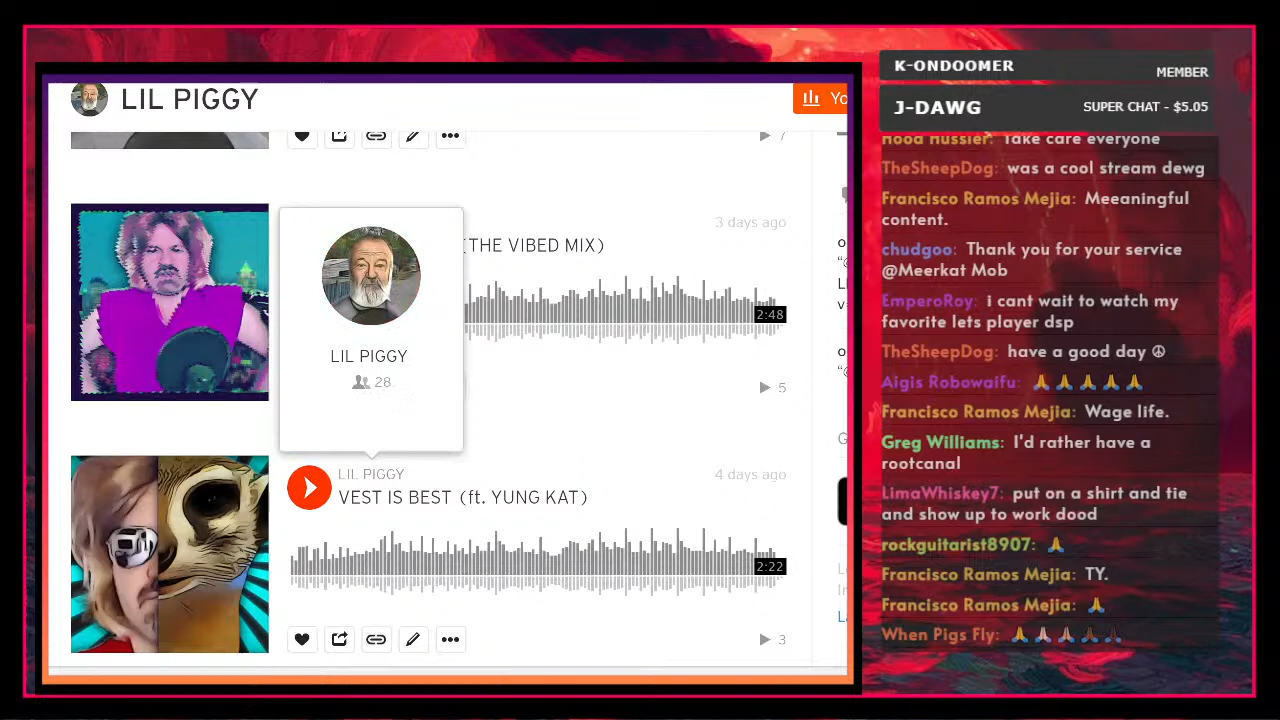 LIL PIGGY
Yo
7
3 days ago
(THE VIBED MIX)
2:48
LIL PIGGY
28
5
LIL PIGGY
4 days ago
VEST IS BEST (ft. YUNG KAT)
2:22
3
K-ONDOOMER
MEMBER
J-DAWG
SUPER CHAT - $5.05
Hood Hussler: Take care everyone
TheSheepDog: was a cool stream dewg
Francisco Ramos Mejia: Meeaningful
content.
chudgoo: Thank you for your service
@Meerkat Mob
EmperoRoy: i cant wait to watch my
favorite lets player dsp
TheSheepDog: have a good day ☮
Aigis Robowaifu: 🙏🙏🙏🙏🙏
Francisco Ramos Mejia: Wage life.
Greg Williams: I'd rather have a
rootcanal
LimaWhiskey7: put on a shirt and tie
and show up to work dood
rockguitarist8907: 🙏
Francisco Ramos Mejia: TY.
Francisco Ramos Mejia: 🙏
When Pigs Fly: 🙏🙏🏻🙏🏽🙏🏾🙏🏿